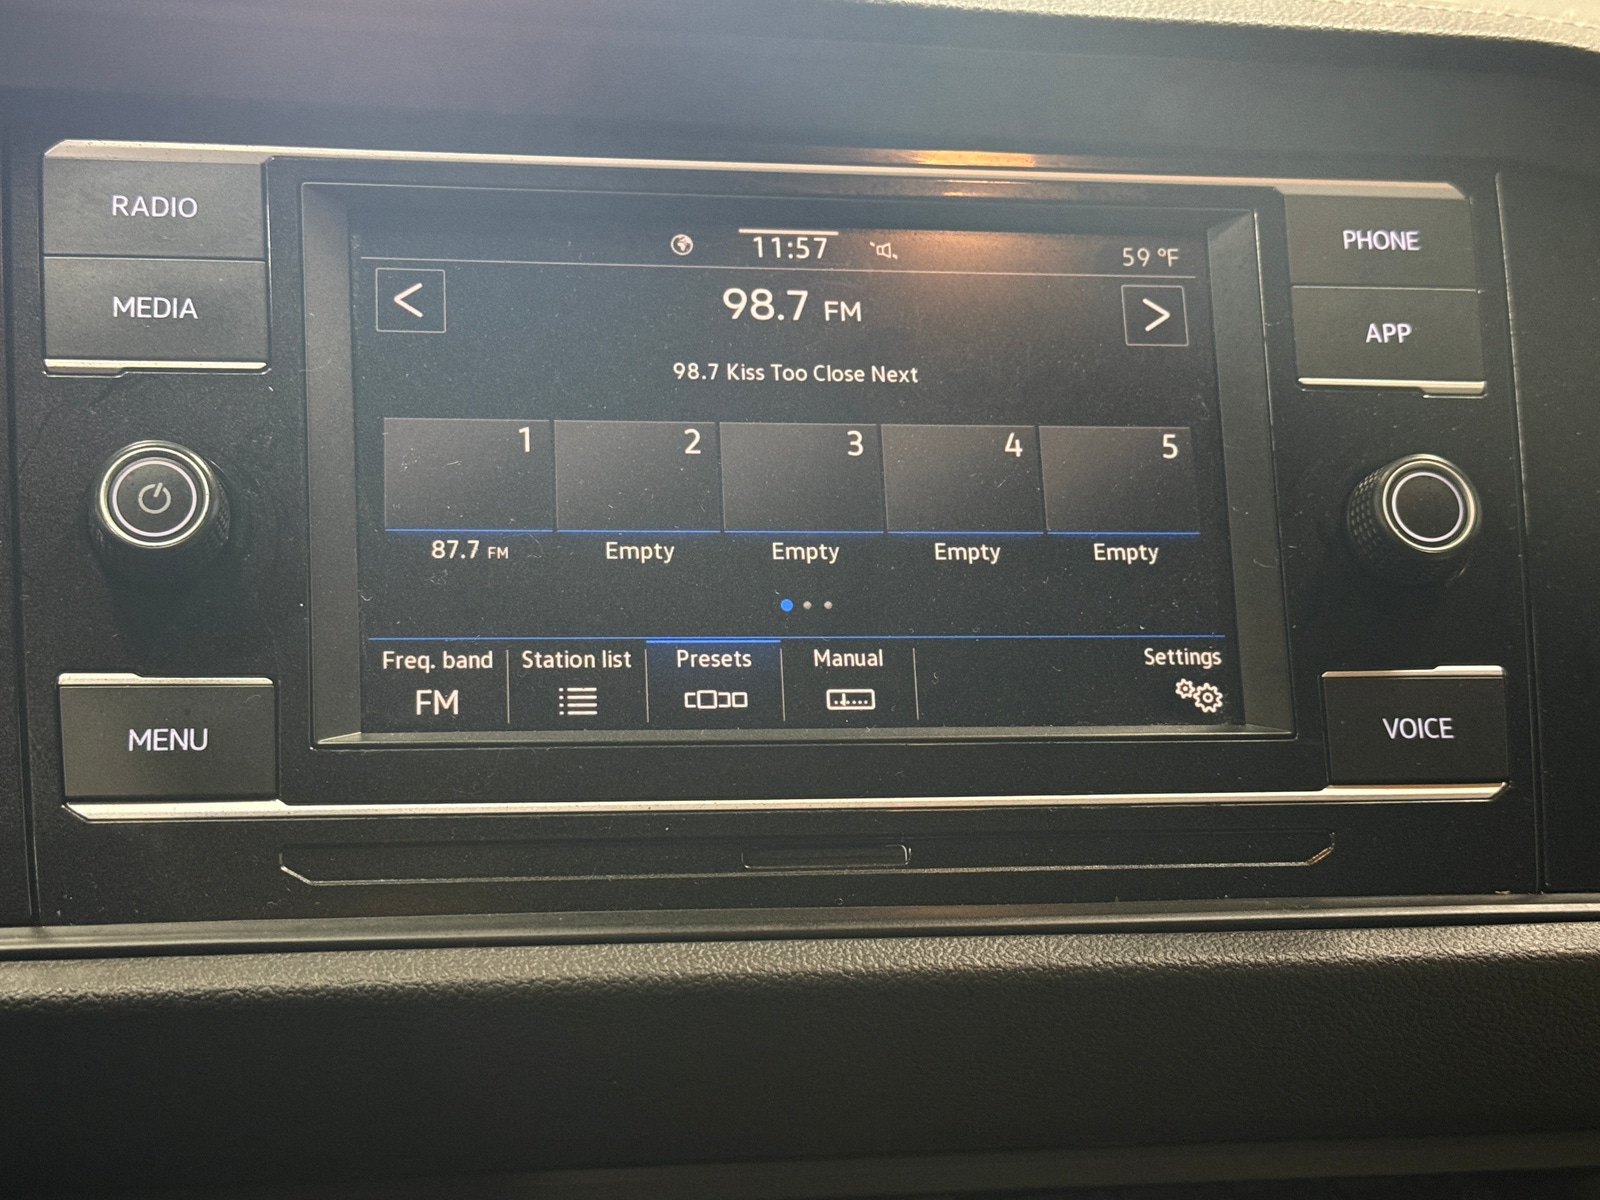 RADIO
MEDIA
MENU
PHONE
APP
VOICE
11:57
59 °F
<
98.7 FM
>
98.7 Kiss Too Close Next
1 2 3 4 5
87.7 FM Empty Empty Empty Empty
Freq. band Station list Presets Manual Settings
FM